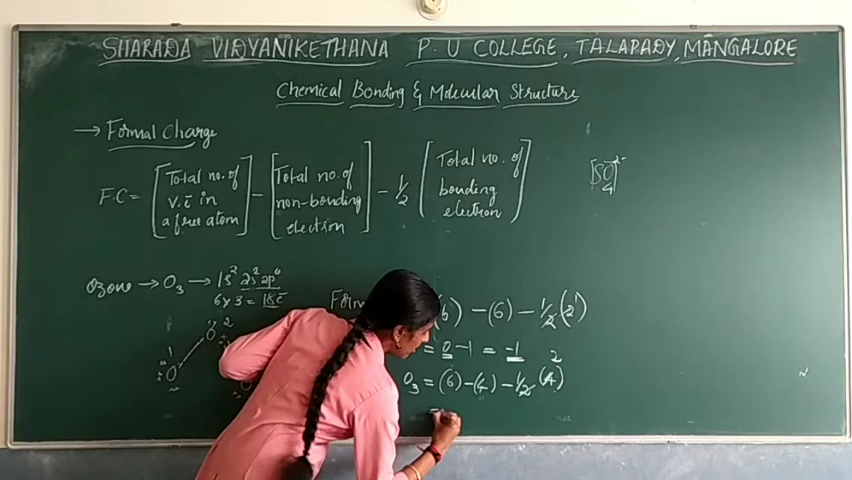 SHARADA VIDYANIKETHANA P. U COLLEGE, TALAPADY, MANGALORE
Chemical Bonding & Molecular Structure
→ Formal Charge
F.C = [Total no. of v.ē in a free atom] − [Total no. of non-bonding electron] − 1/2 [Total no. of bonding electron]
[SO4]2-
Ozone → O3 → 1s² 2s² 2p⁴
6 × 3 = 18ē
(6) − (6) − 1/2 (2)
= 0 − 1 = −1
O3 = (6) − (4) − 1/2 (4)